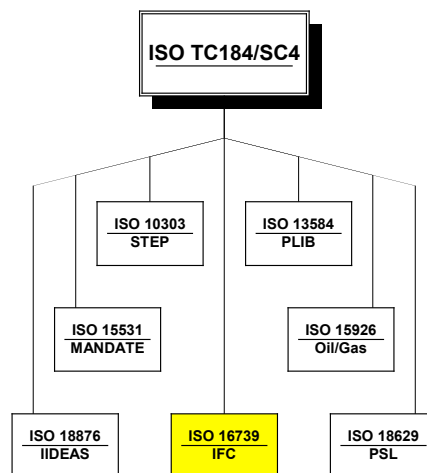 ISO TC184/SC4
ISO 10303
STEP
ISO 13584
PLIB
ISO 15531
MANDATE
ISO 15926
Oil/Gas
ISO 18876
IIDEAS
ISO 16739
IFC
ISO 18629
PSL